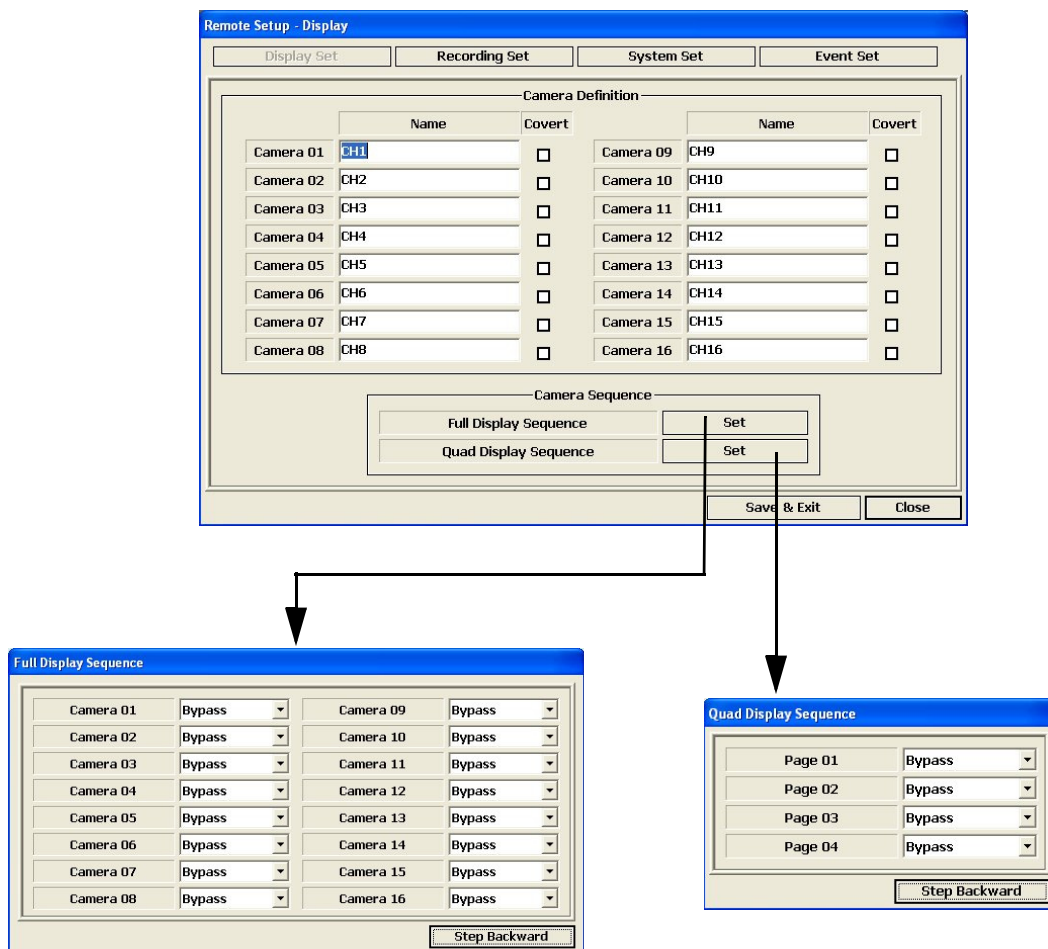 Remote Setup - Display
Display Set Recording Set System Set Event Set
Camera Definition
Name Covert Name Covert
Camera 01 CH1 Camera 09 CH9
Camera 02 CH2 Camera 10 CH10
Camera 03 CH3 Camera 11 CH11
Camera 04 CH4 Camera 12 CH12
Camera 05 CH5 Camera 13 CH13
Camera 06 CH6 Camera 14 CH14
Camera 07 CH7 Camera 15 CH15
Camera 08 CH8 Camera 16 CH16
Camera Sequence
Full Display Sequence Set
Quad Display Sequence Set
Save & Exit Close
Full Display Sequence
Camera 01 Bypass Camera 09 Bypass
Camera 02 Bypass Camera 10 Bypass
Camera 03 Bypass Camera 11 Bypass
Camera 04 Bypass Camera 12 Bypass
Camera 05 Bypass Camera 13 Bypass
Camera 06 Bypass Camera 14 Bypass
Camera 07 Bypass Camera 15 Bypass
Camera 08 Bypass Camera 16 Bypass
Step Backward
Quad Display Sequence
Page 01 Bypass
Page 02 Bypass
Page 03 Bypass
Page 04 Bypass
Step Backward